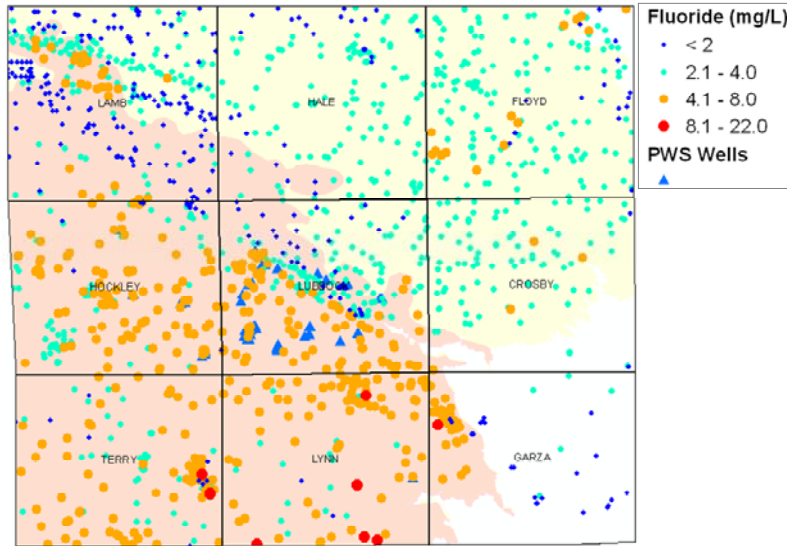 Fluoride (mg/L)
< 2
2.1 - 4.0
4.1 - 8.0
8.1 - 22.0
PWS Wells
LAMB
HALE
FLOYD
HOCKLEY
LUBBOCK
CROSBY
TERRY
LYNN
GARZA